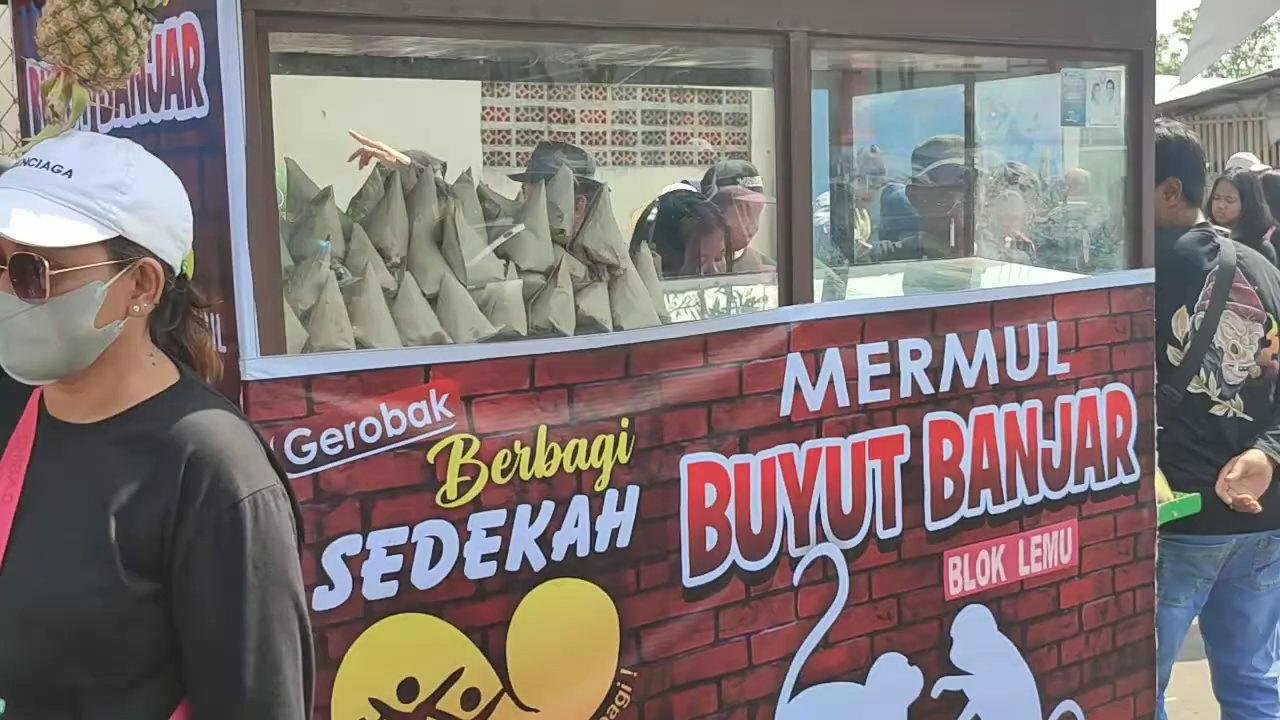 BANJAR
NCIAGA
Gerobak
Berbagi
SEDEKAH
MERMUL
BUYUT BANJAR
BLOK LEMU